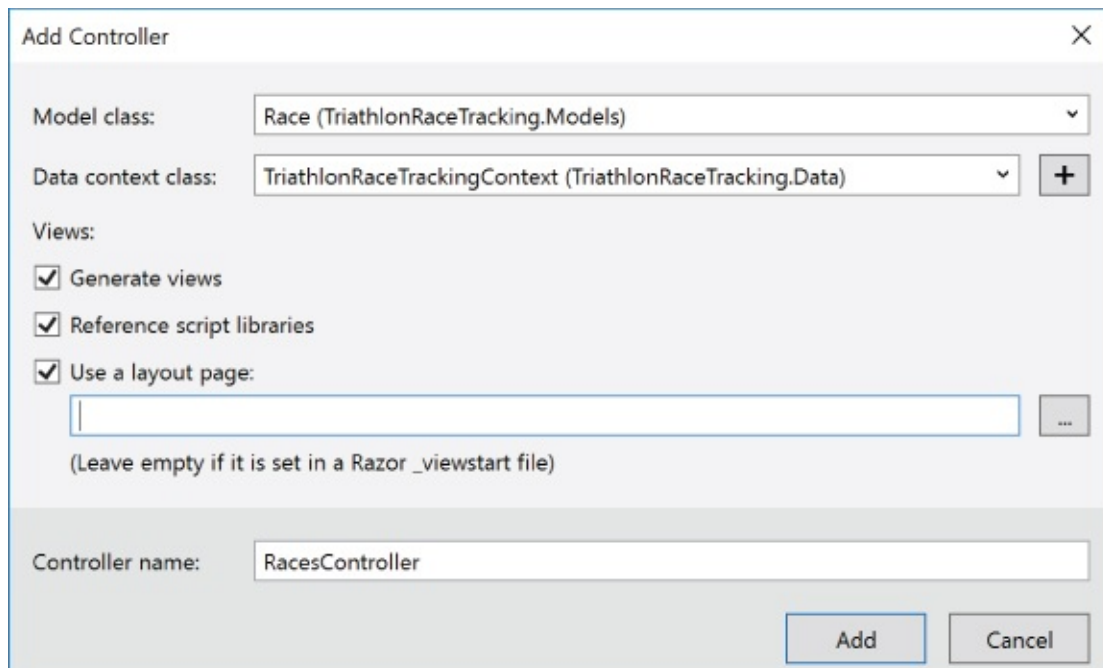 Add Controller
Model class: Race (TriathlonRaceTracking.Models)
Data context class: TriathlonRaceTrackingContext (TriathlonRaceTracking.Data) +
Views:
Generate views
Reference script libraries
Use a layout page:
...
(Leave empty if it is set in a Razor _viewstart file)
Controller name: RacesController
Add Cancel